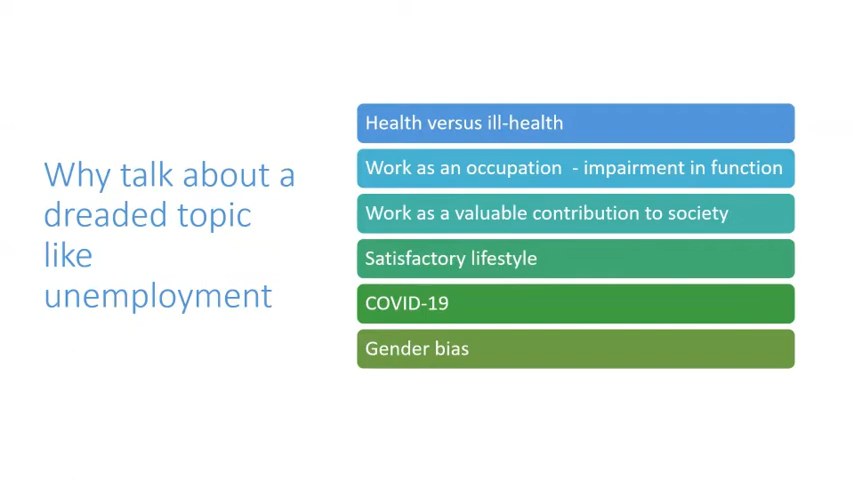 Why talk about a
dreaded topic
like
unemployment
Health versus ill-health
Work as an occupation  - impairment in function
Work as a valuable contribution to society
Satisfactory lifestyle
COVID-19
Gender bias